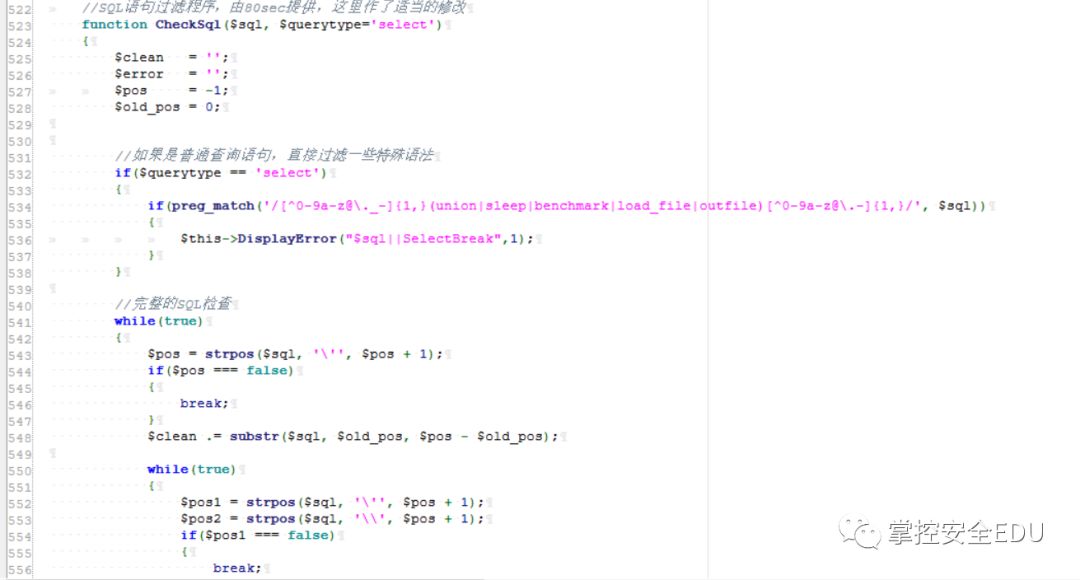 522 //SQL语句过滤程序，由80sec提供，这里作了适当的修改
523 function CheckSql($sql, $querytype='select')
524 {
525 $clean = '';
526 $error = '';
527 $pos = -1;
528 $old_pos = 0;
529
530
531 //如果是普通查询语句，直接过滤一些特殊语法
532 if($querytype == 'select')
533 {
534 if(preg_match('/[^0-9a-z@\._-]{1,}(union|sleep|benchmark|load_file|outfile)[^0-9a-z@\.-]{1,}/', $sql))
535 {
536 $this->DisplayError("$sql||SelectBreak",1);
537 }
538 }
539
540 //完整的SQL检查
541 while(true)
542 {
543 $pos = strpos($sql, '\'', $pos + 1);
544 if($pos === false)
545 {
546 break;
547 }
548 $clean .= substr($sql, $old_pos, $pos - $old_pos);
549
550 while(true)
551 {
552 $pos1 = strpos($sql, '\'', $pos + 1);
553 $pos2 = strpos($sql, '\\', $pos + 1);
554 if($pos1 === false)
555 {
556 break;
掌控安全EDU